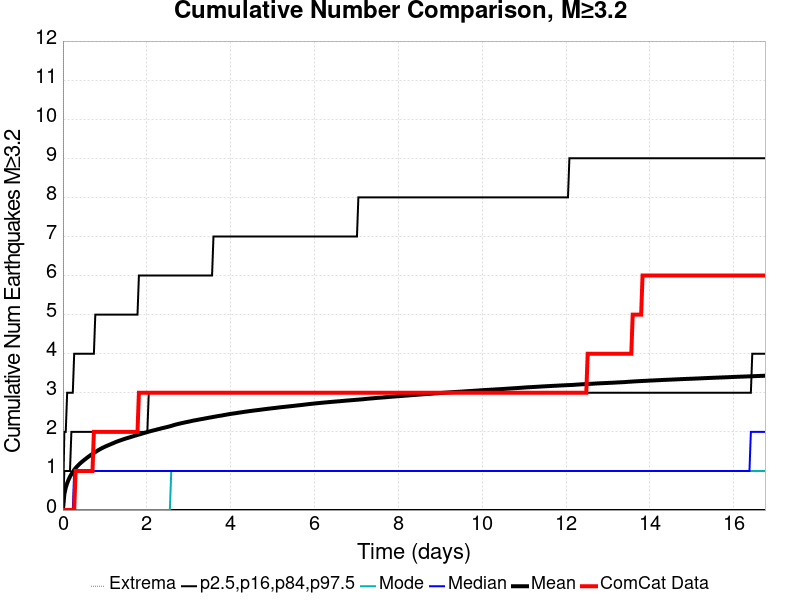 Cumulative Number Comparison, M≥3.2
Cumulative Num Earthquakes M≥3.2
12
11
10
9
8
7
6
5
4
3
2
1
0
0 2 4 6 8 10 12 14 16
Time (days)
Extrema p2.5,p16,p84,p97.5 Mode Median Mean ComCat Data